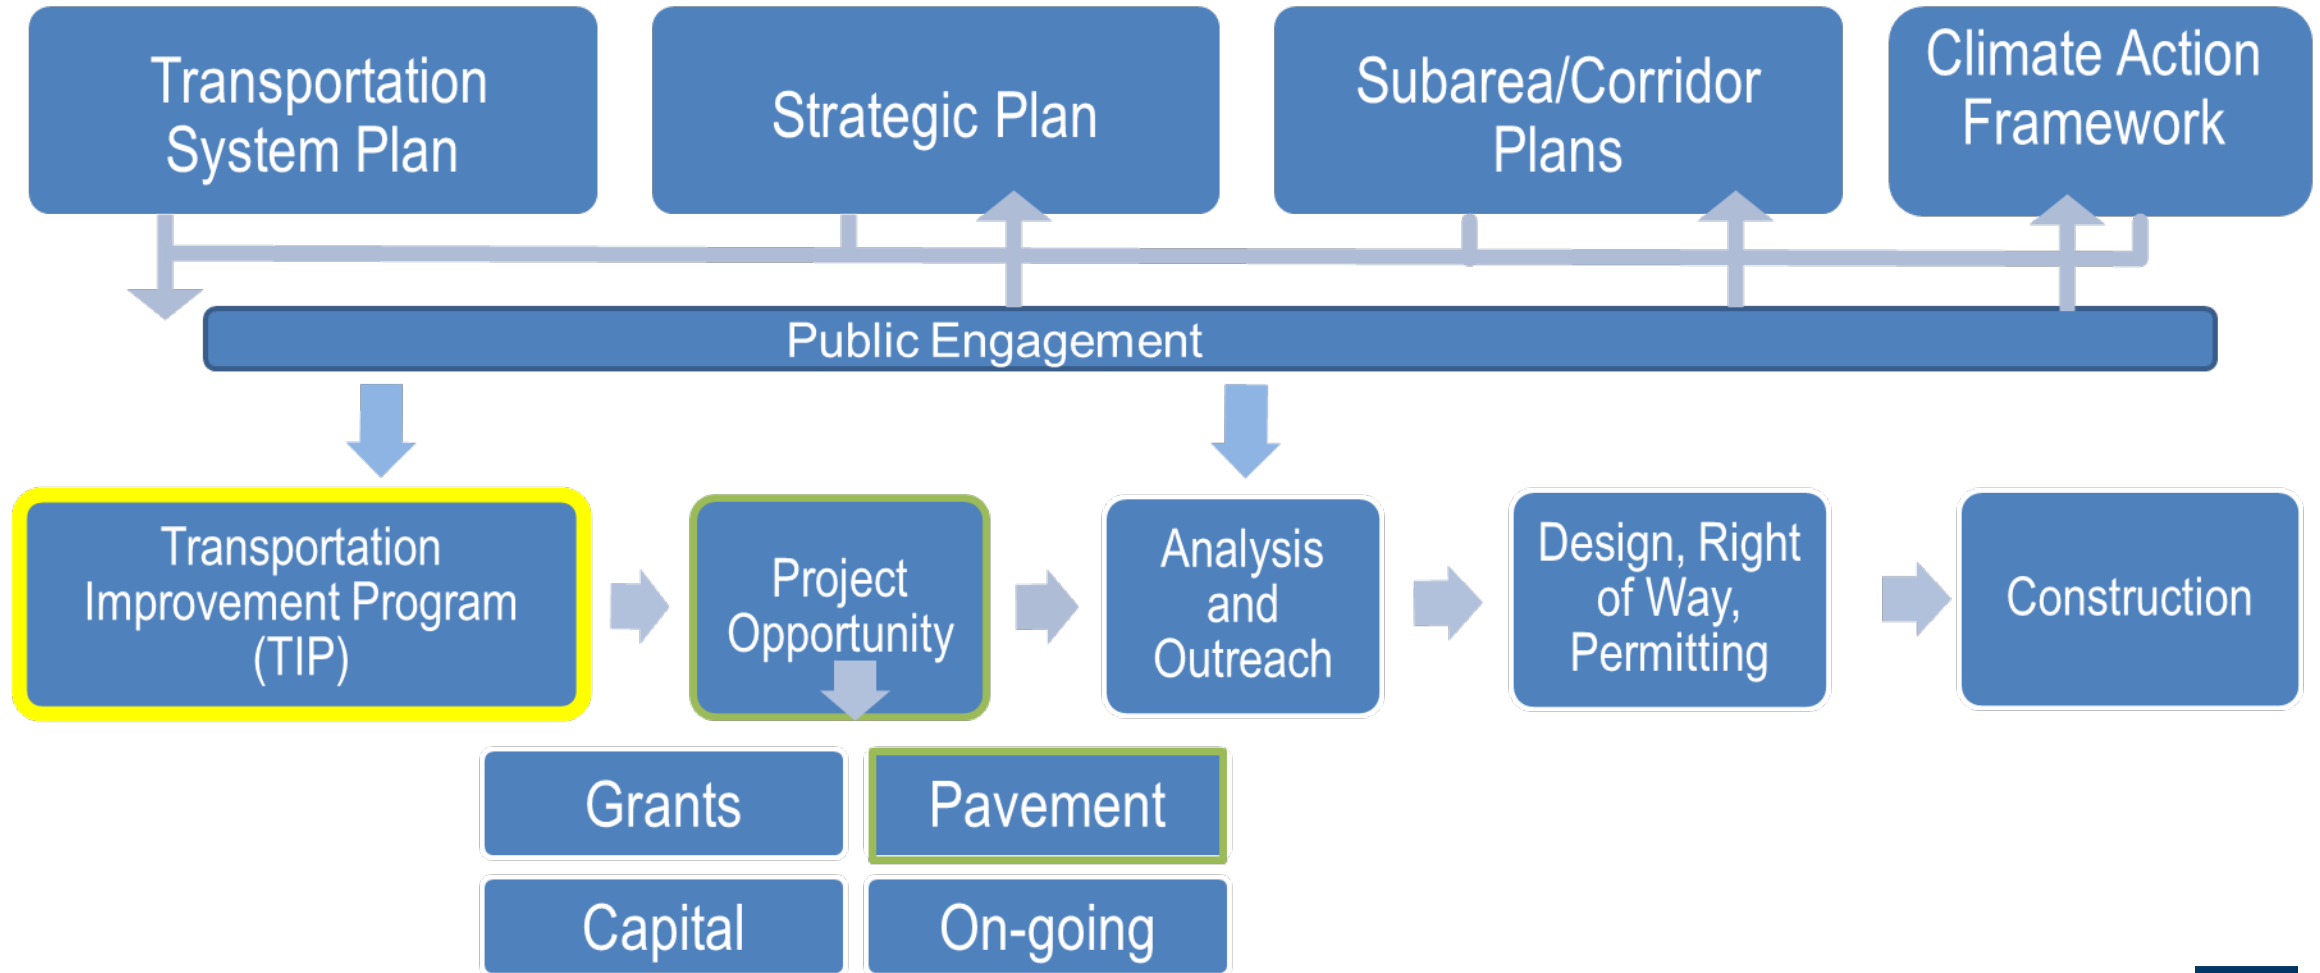 Transportation
System Plan
Strategic Plan
Subarea/Corridor
Plans
Climate Action
Framework
Public Engagement
Transportation
Improvement Program
(TIP)
Project
Opportunity
Analysis
and
Outreach
Design, Right
of Way,
Permitting
Construction
Grants
Pavement
Capital
On-going